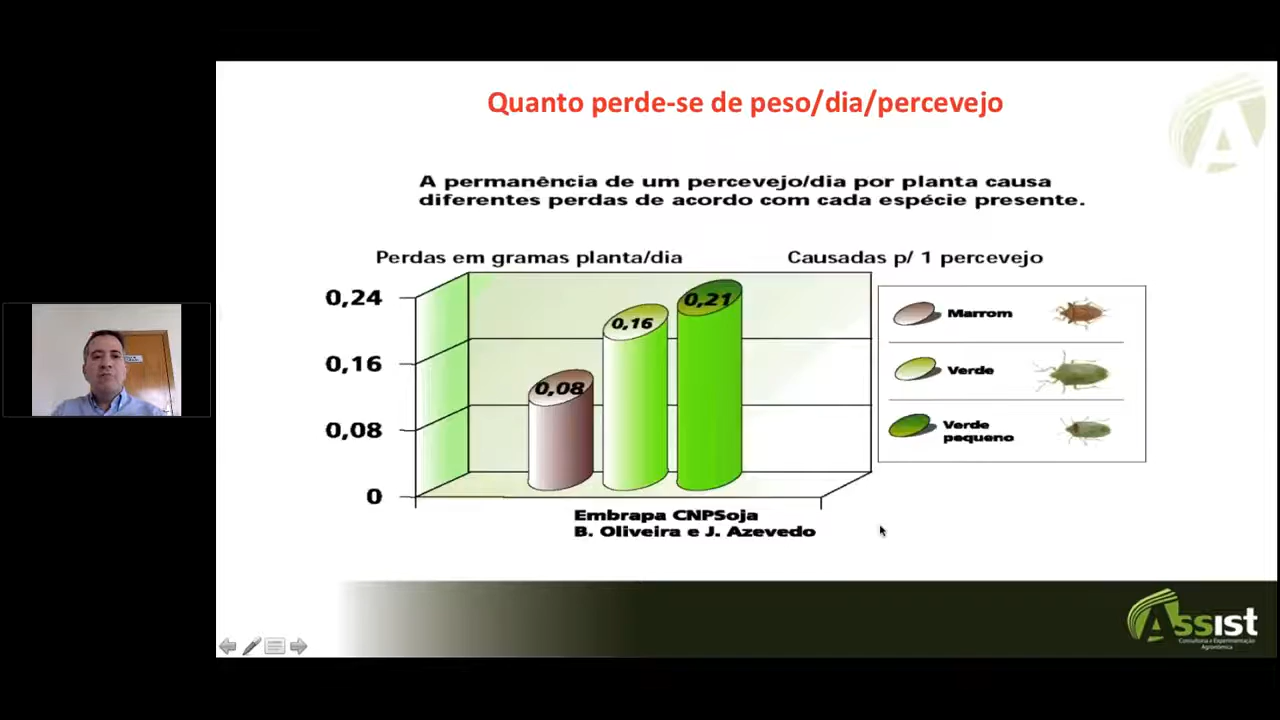 Quanto perde-se de peso/dia/percevejo
A permanência de um percevejo/dia por planta causa
diferentes perdas de acordo com cada espécie presente.
Perdas em gramas planta/dia
Causadas p/ 1 percevejo
0,24
0,16
0,08
0
0,08
0,16
0,21
Marrom
Verde
Verde
pequeno
Embrapa CNPSoja
B. Oliveira e J. Azevedo
Assist
Consultoria e Experimentação
Agronômica